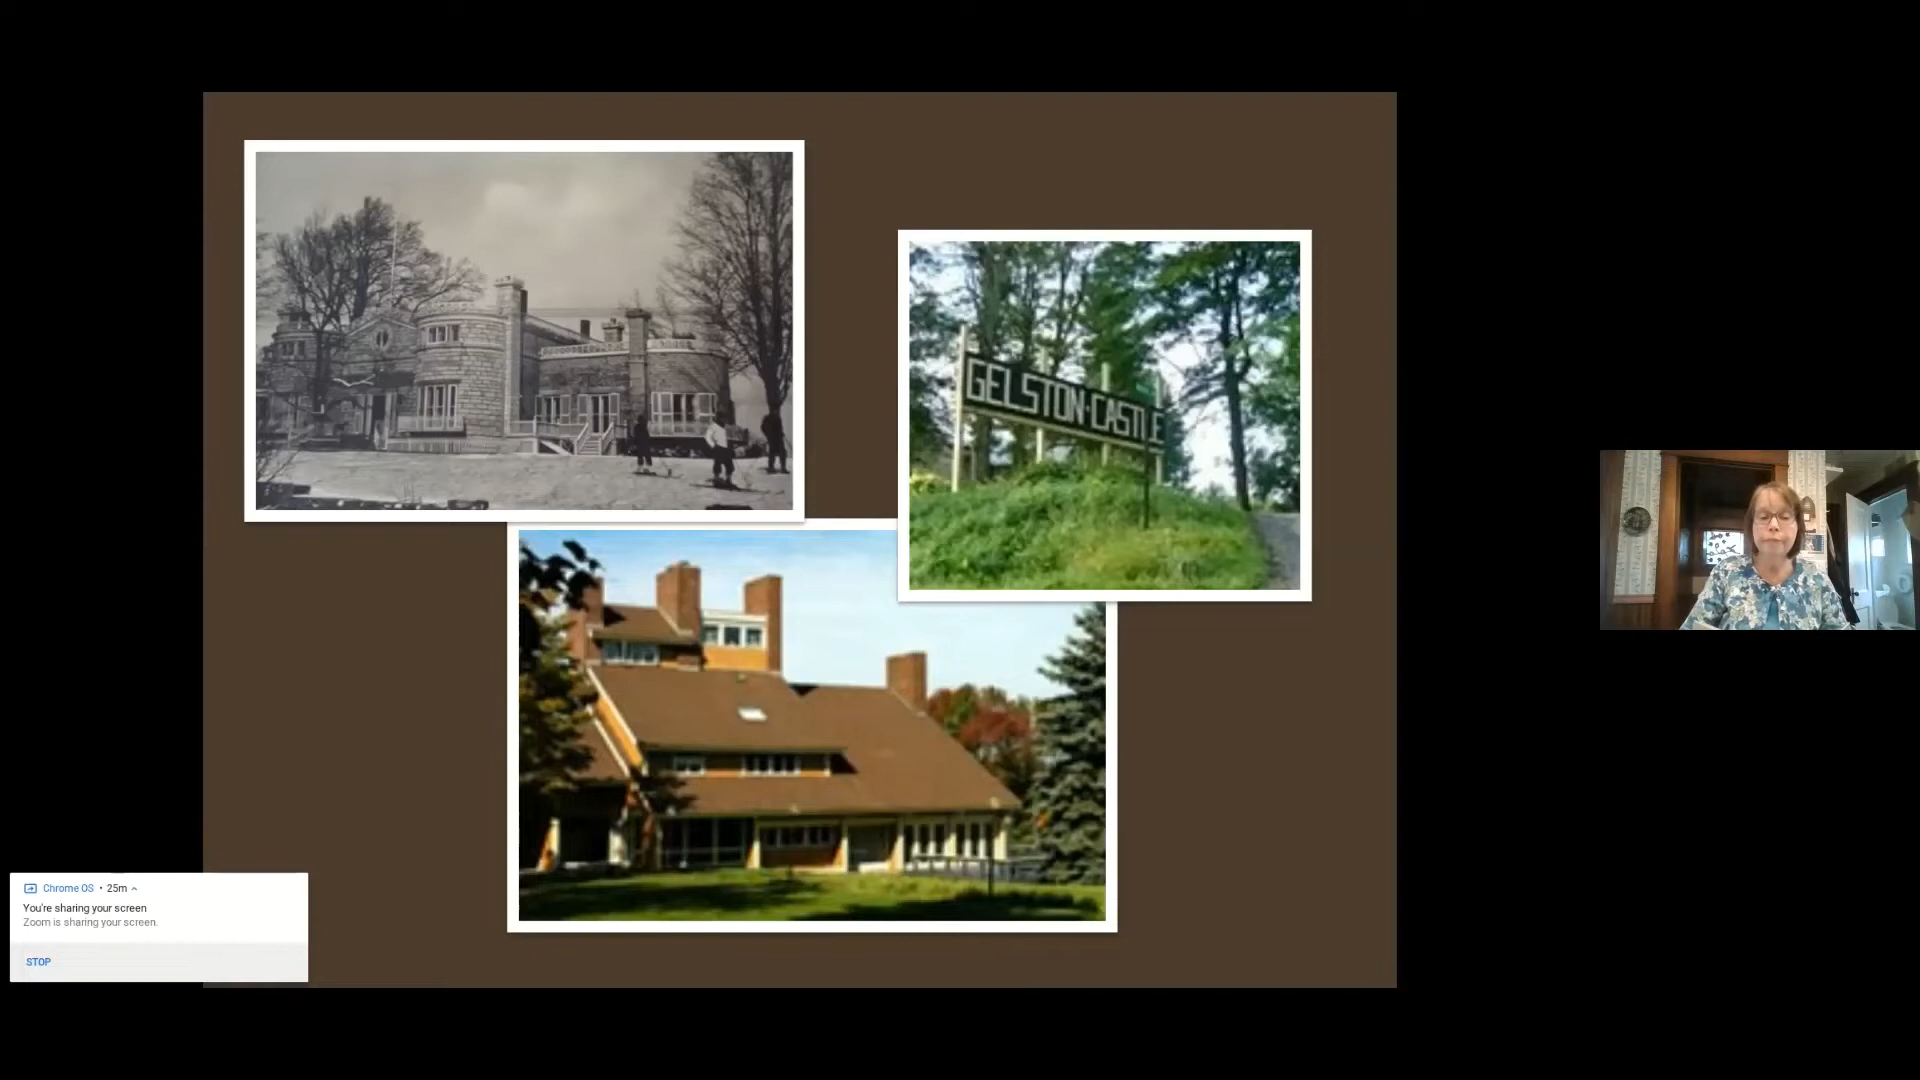 GELSTON·CASTLE
Chrome OS • 25m
You're sharing your screen
Zoom is sharing your screen.
STOP